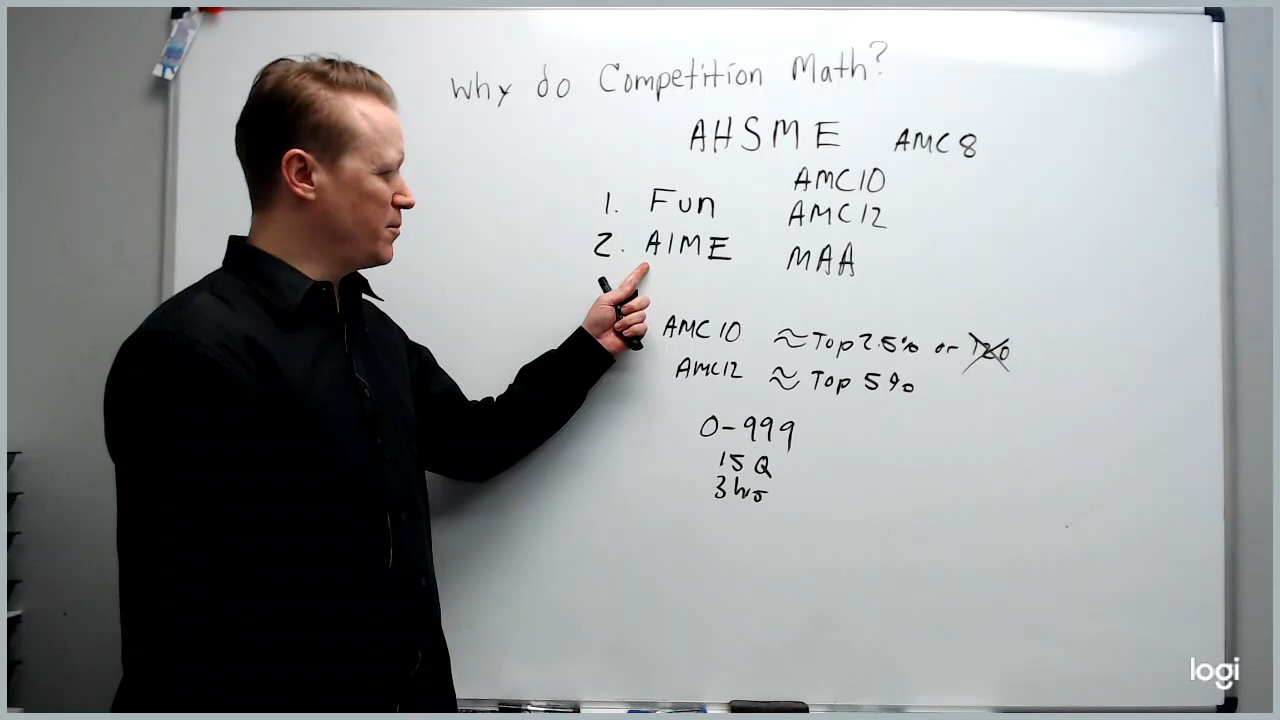 Why do Competition Math?
AHSME AMC 8
AMC10
1. Fun AMC12
2. AIME MAA
AMC 10 ≈ Top 2.5% or 120
AMC12 ≈ Top 5%
0-999
15 Q
3 hrs
logi